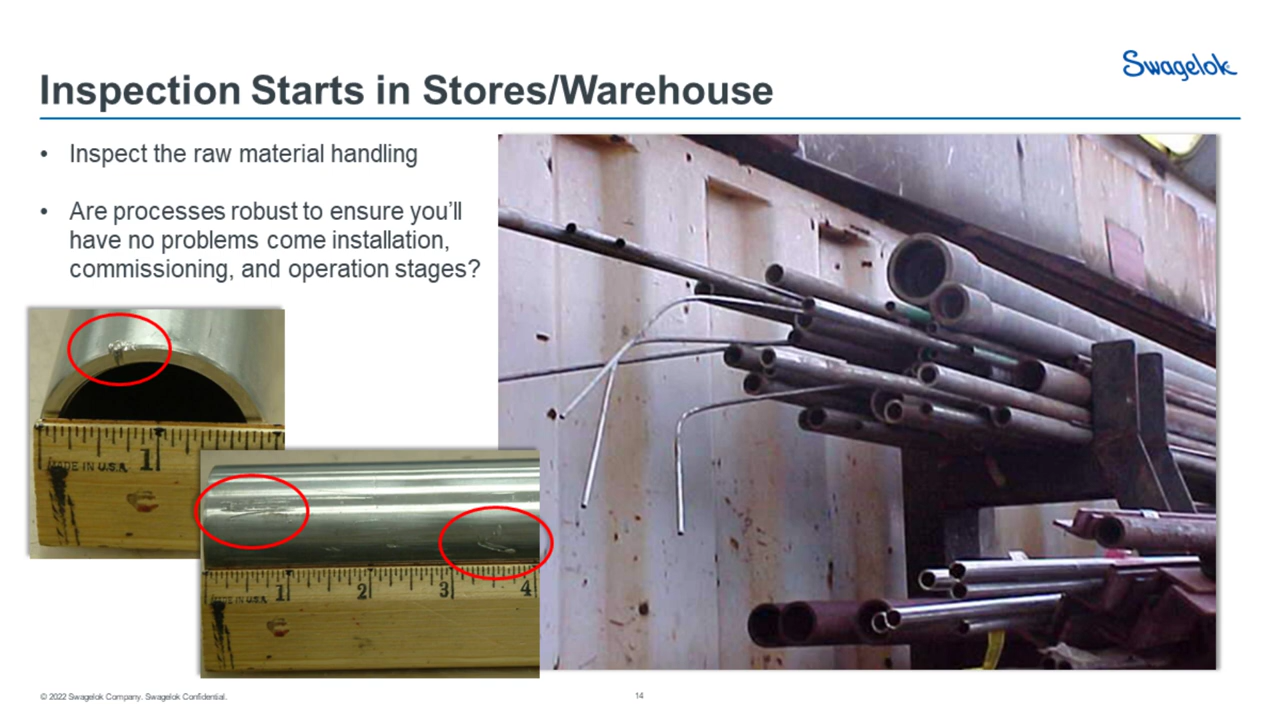 Swagelok
Inspection Starts in Stores/Warehouse
• Inspect the raw material handling
• Are processes robust to ensure you'll
have no problems come installation,
commissioning, and operation stages?
MADE IN U.S.A. 1
1 2 3 4
MADE IN U.S.A.
© 2022 Swagelok Company. Swagelok Confidential.
14